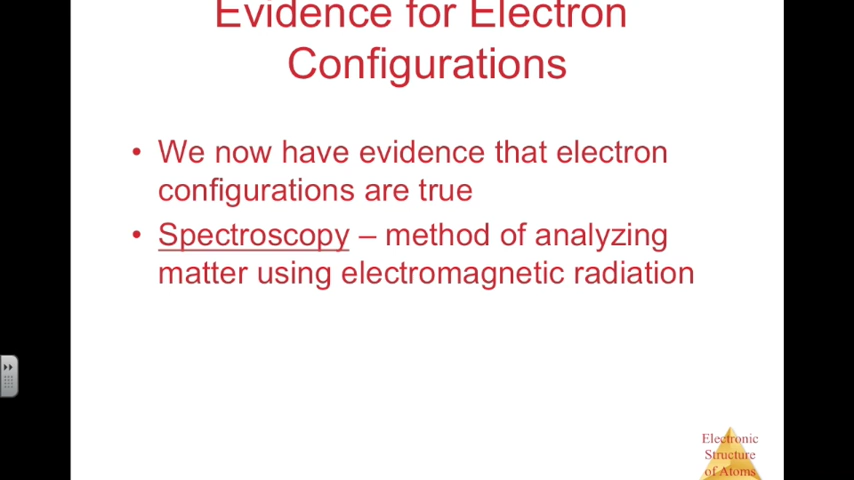 Evidence for Electron
Configurations
• We now have evidence that electron
configurations are true
• Spectroscopy – method of analyzing
matter using electromagnetic radiation
Electronic
Structure
of Atoms